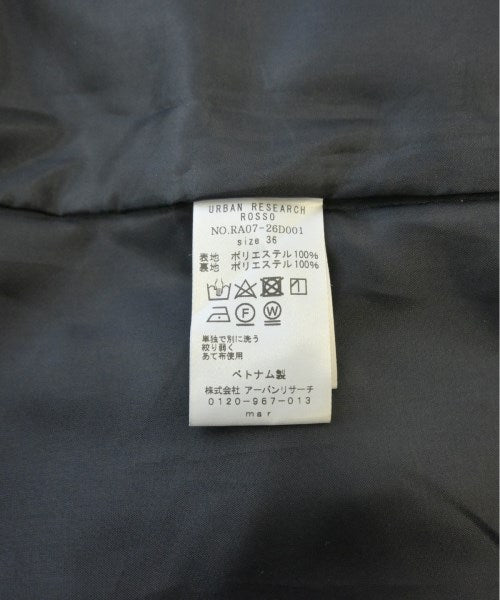 URBAN RESEARCH
ROSSO
NO.RA07-26D001
size 36
表地 ポリエステル100%
裏地 ポリエステル100%
F W
単独で別に洗う
絞り弱く
あて布使用
ベトナム製
株式会社 アーバンリサーチ
0120-967-013
mar